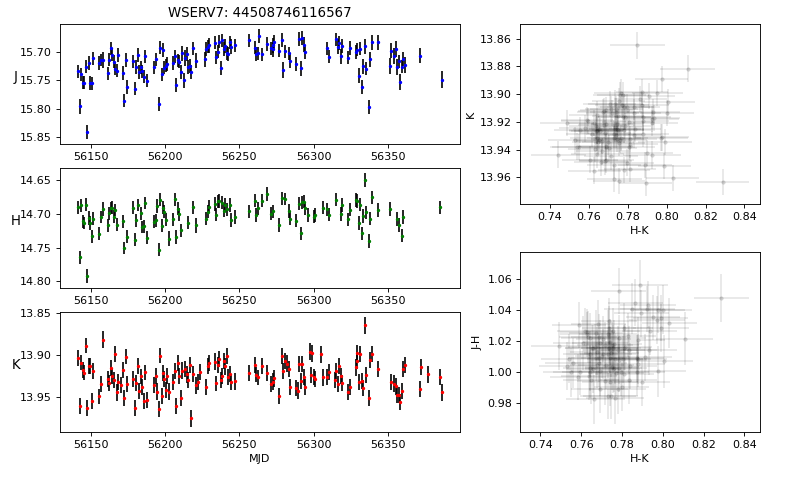 WSERV7: 44508746116567
J
15.70
15.75
15.80
15.85
56150 56200 56250 56300 56350
H
14.65
14.70
14.75
14.80
56150 56200 56250 56300 56350
K
13.85
13.90
13.95
56150 56200 56250 56300 56350
MJD
K
13.86
13.88
13.90
13.92
13.94
13.96
0.74 0.76 0.78 0.80 0.82 0.84
H-K
J-H
1.06
1.04
1.02
1.00
0.98
0.74 0.76 0.78 0.80 0.82 0.84
H-K